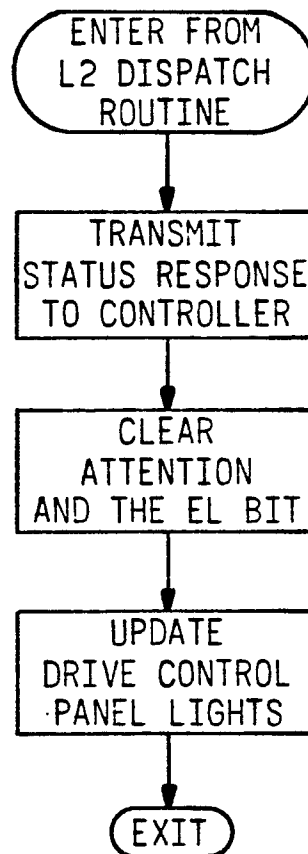 ENTER FROM
L2 DISPATCH
ROUTINE
TRANSMIT
STATUS RESPONSE
TO CONTROLLER
CLEAR
ATTENTION
AND THE EL BIT
UPDATE
DRIVE CONTROL
PANEL LIGHTS
EXIT